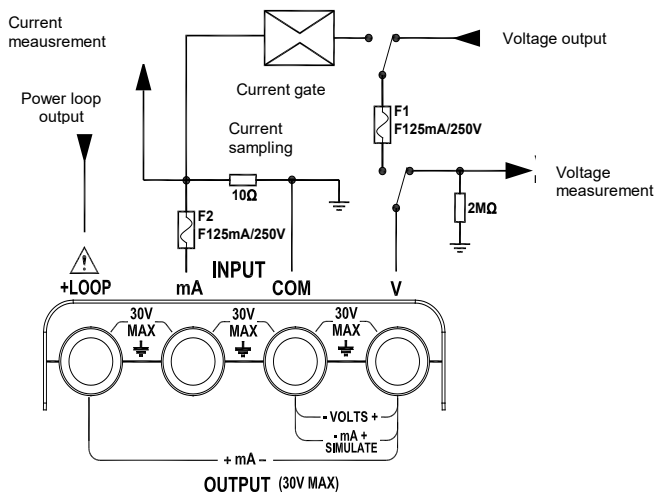 Current
meausrement
Voltage output
Power loop
output
Current gate
Current
sampling
F1
F125mA/250V
Voltage
measurement
10Ω
2MΩ
F2
F125mA/250V
INPUT
+LOOP
mA
COM
V
30V
MAX
30V
MAX
30V
MAX
- VOLTS +
- mA +
SIMULATE
+ mA -
OUTPUT (30V MAX)